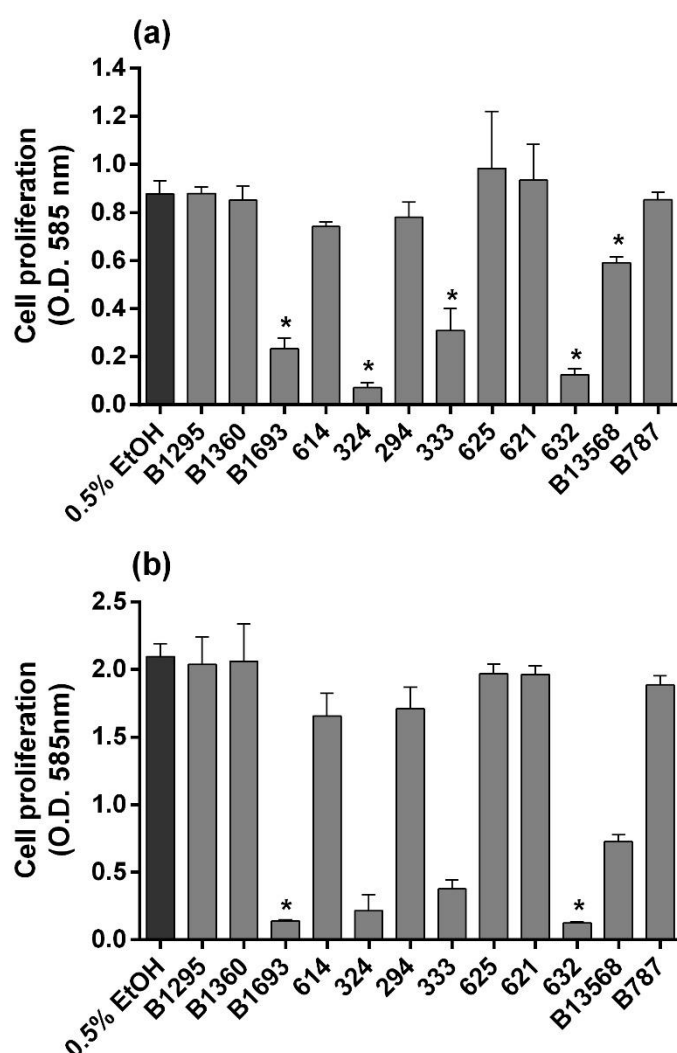 (a)
Cell proliferation
(O.D. 585 nm)
1.4
1.2
1.0
0.8
0.6
0.4
0.2
0.0
* * * * *
0.5% EtOH B1295 B1360 B1693 614 324 294 333 625 621 632 B13568 B787
(b)
Cell proliferation
(O.D. 585nm)
2.5
2.0
1.5
1.0
0.5
0.0
* *
0.5% EtOH B1295 B1360 B1693 614 324 294 333 625 621 632 B13568 B787